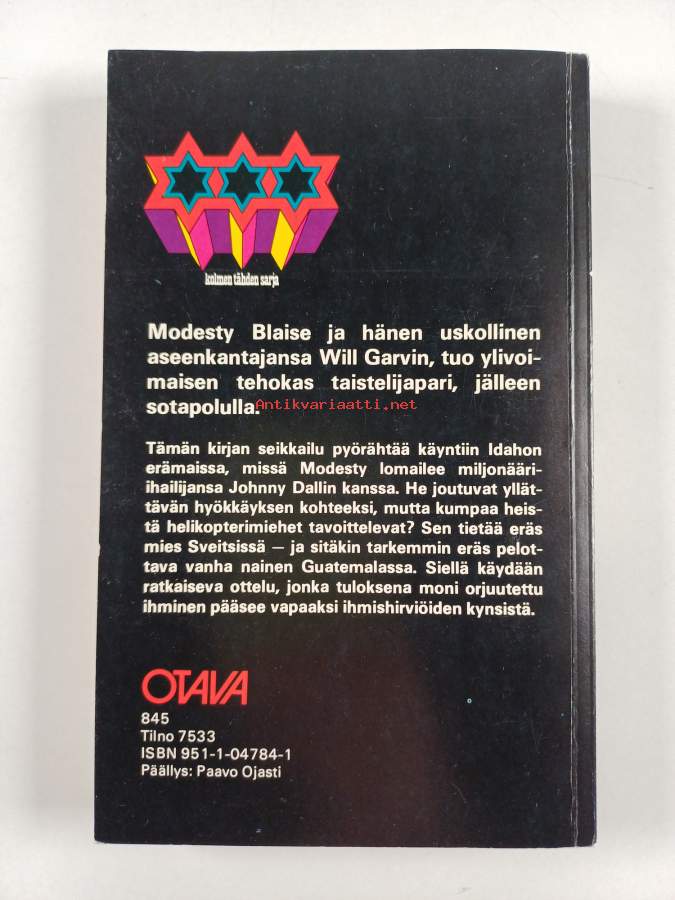 kolmen tähden sarja
Modesty Blaise ja hänen uskollinen
aseenkantajansa Will Garvin, tuo ylivoi-
maisen tehokas taistelijapari, jälleen
sotapolulla.
Antikvariaatti.net
Tämän kirjan seikkailu pyörähtää käyntiin Idahon
erämaissa, missä Modesty lomailee miljonääri-
ihailijansa Johnny Dallin kanssa. He joutuvat yllät-
tävän hyökkäyksen kohteeksi, mutta kumpaa heis-
tä helikopterimiehet tavoittelevat? Sen tietää eräs
mies Sveitsissä — ja sitäkin tarkemmin eräs pelot-
tava vanha nainen Guatemalassa. Siellä käydään
ratkaiseva ottelu, jonka tuloksena moni orjuutettu
ihminen pääsee vapaaksi ihmishirviöiden kynsistä.
OTAVA
845
Tilno 7533
ISBN 951-1-04784-1
Päällys: Paavo Ojasti